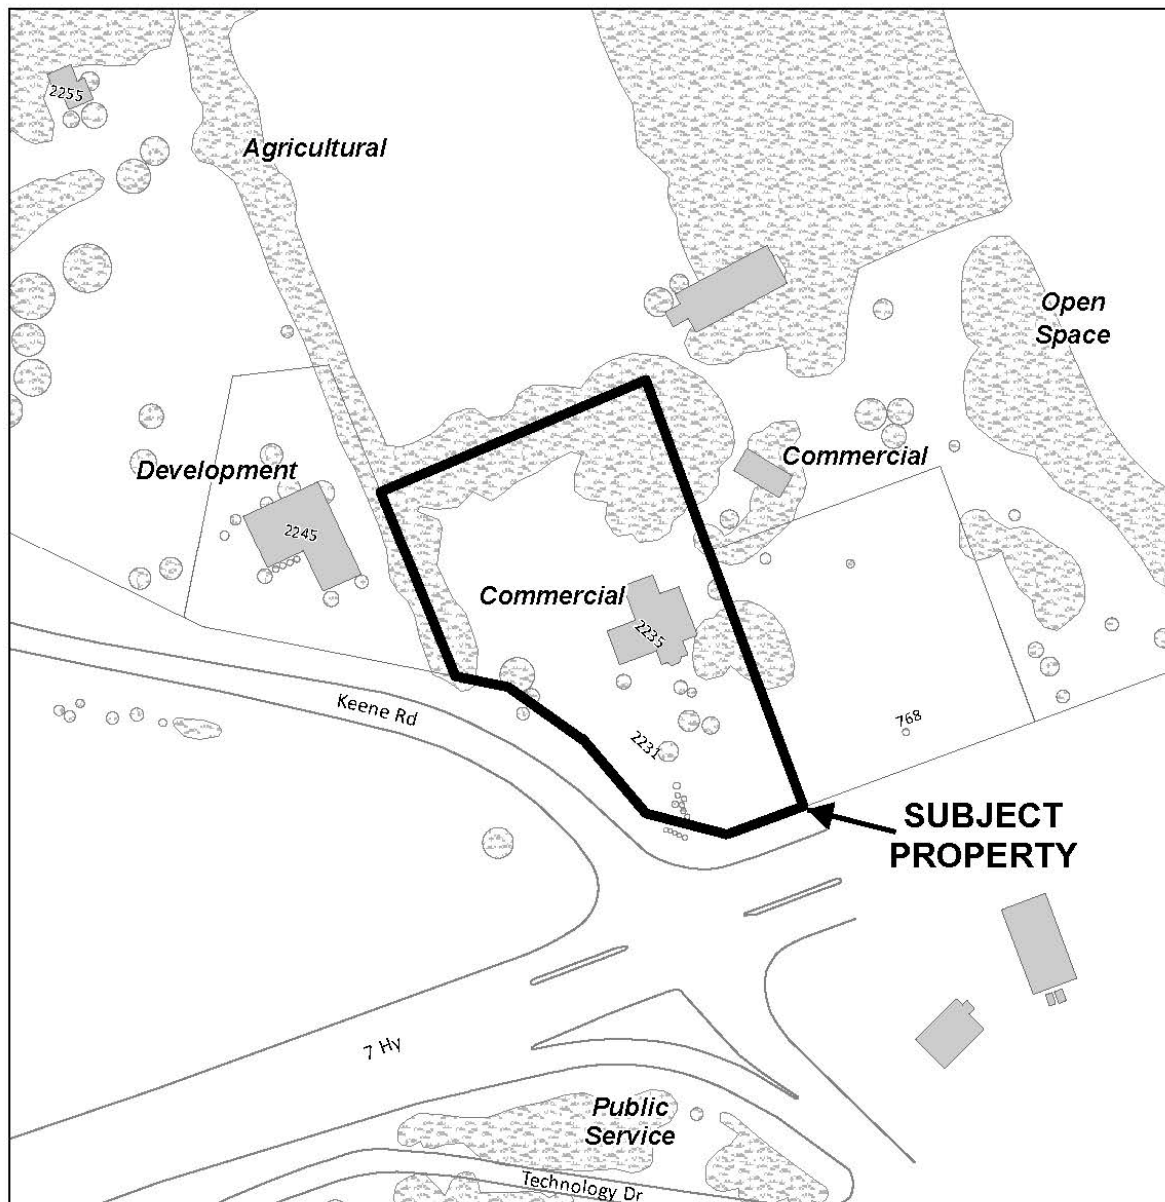 2255
Agricultural
Open
Space
Development
Commercial
2245
Commercial
2235
Keene Rd
768
2231
SUBJECT
PROPERTY
7 Hy
Public
Service
Technology Dr